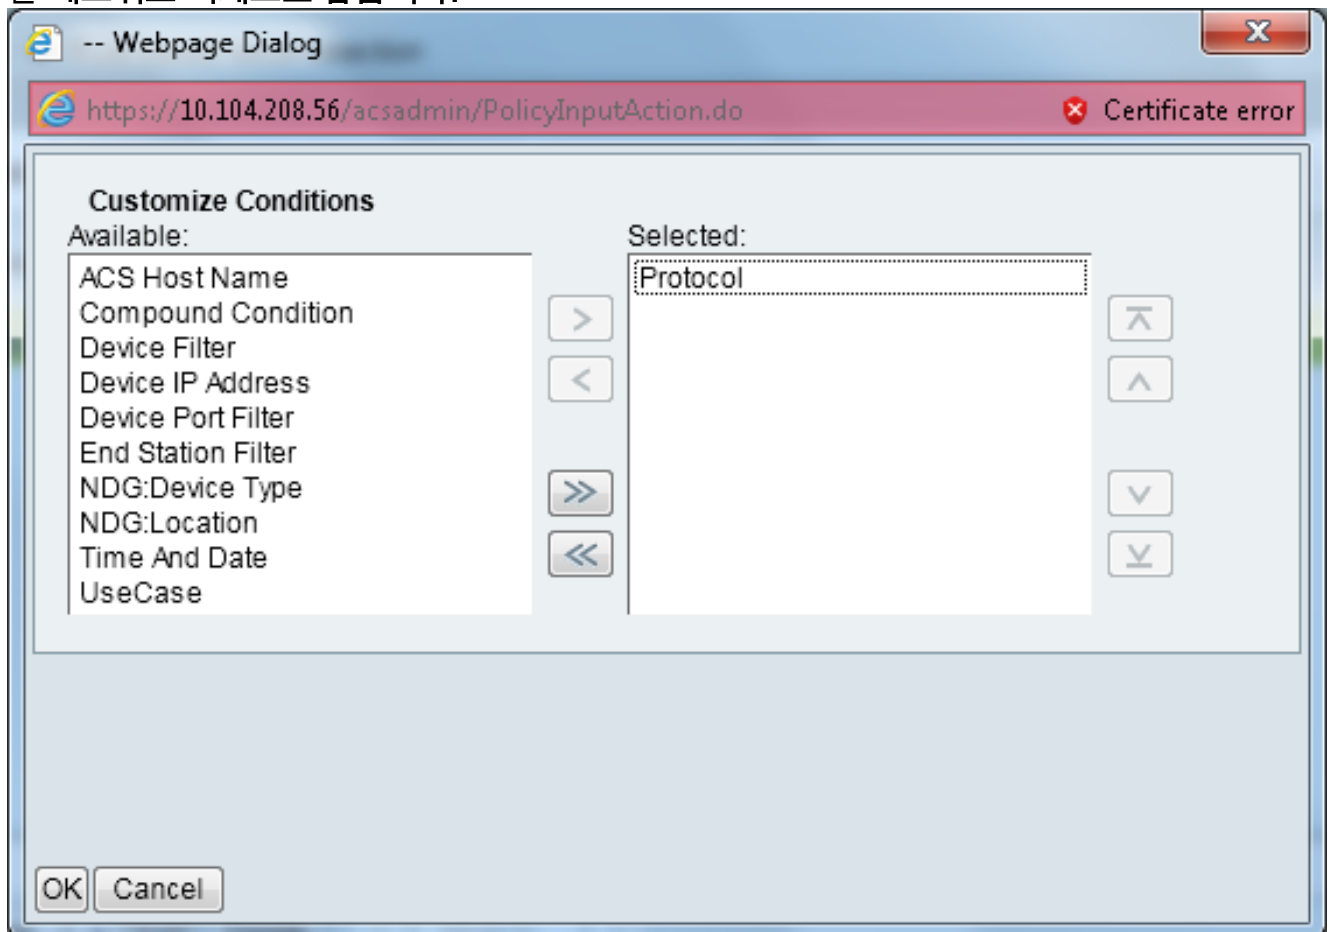 -- Webpage Dialog
https://10.104.208.56/acsadmin/PolicyInputAction.do
Certificate error
Customize Conditions
Available:
ACS Host Name
Compound Condition
Device Filter
Device IP Address
Device Port Filter
End Station Filter
NDG:Device Type
NDG:Location
Time And Date
UseCase
Selected:
Protocol
OK
Cancel